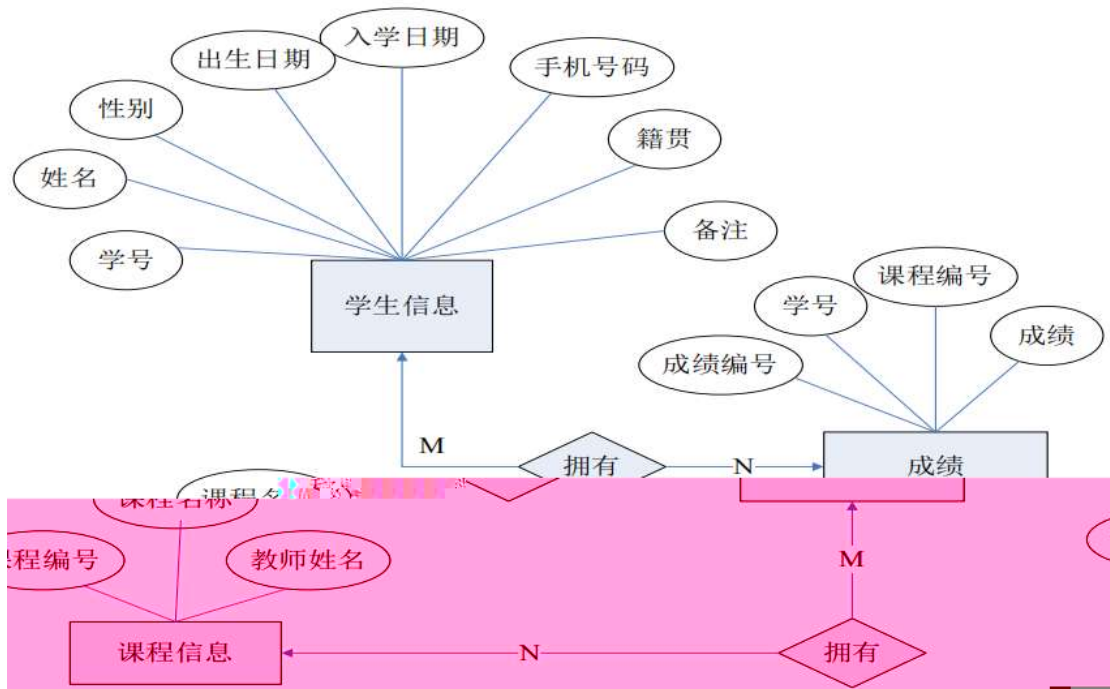 入学日期
出生日期
手机号码
性别
籍贯
姓名
备注
学号
学生信息
课程编号
学号
成绩
成绩编号
M
拥有
N
成绩
课程名称
程编号
教师姓名
M
课程信息
N
拥有